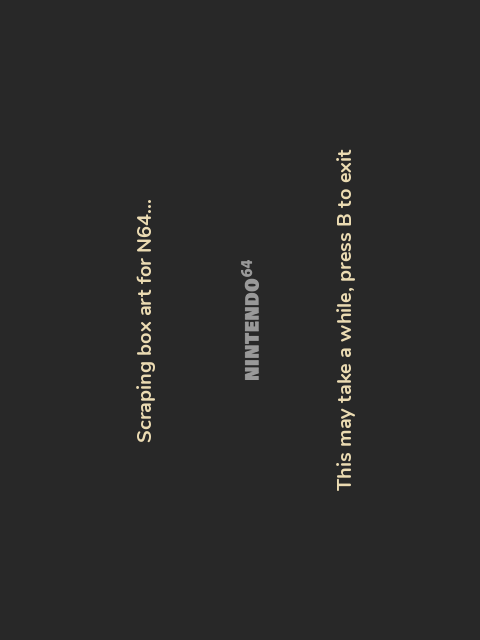 Scraping box art for N64...
NINTENDO64
This may take a while, press B to exit